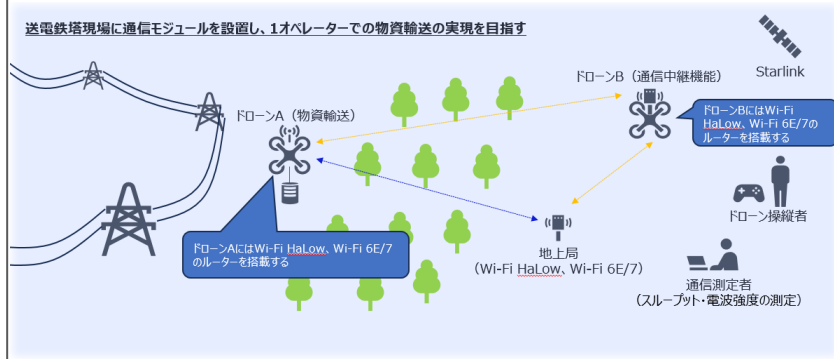 送電鉄塔現場に通信モジュールを設置し、1オペレーターでの物資輸送の実現を目指す
ドローンB（通信中継機能）
Starlink
ドローンA（物資輸送）
ドローンBにはWi-Fi
HaLow、Wi-Fi 6E/7の
ルーターを搭載する
ドローン操縦者
ドローンAにはWi-Fi HaLow、Wi-Fi 6E/7
のルーターを搭載する
地上局
（Wi-Fi HaLow、Wi-Fi 6E/7）
通信測定者
（スループット・電波強度の測定）